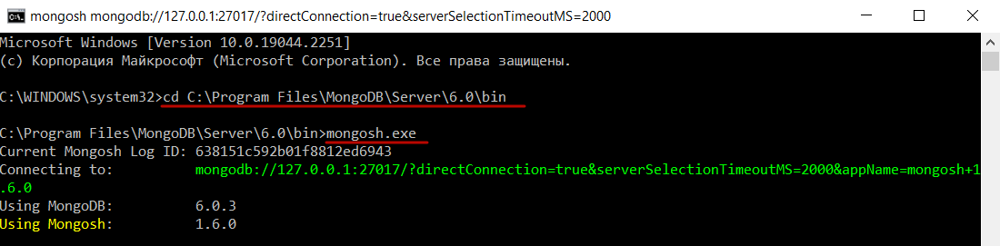 mongosh mongodb://127.0.0.1:27017/?directConnection=true&serverSelectionTimeoutMS=2000
Microsoft Windows [Version 10.0.19044.2251]
(c) Корпорация Майкрософт (Microsoft Corporation). Все права защищены.
C:\WINDOWS\system32>cd C:\Program Files\MongoDB\Server\6.0\bin
C:\Program Files\MongoDB\Server\6.0\bin>mongosh.exe
Current Mongosh Log ID: 638151c592b01f8812ed6943
Connecting to: mongodb://127.0.0.1:27017/?directConnection=true&serverSelectionTimeoutMS=2000&appName=mongosh+1
.6.0
Using MongoDB: 6.0.3
Using Mongosh: 1.6.0